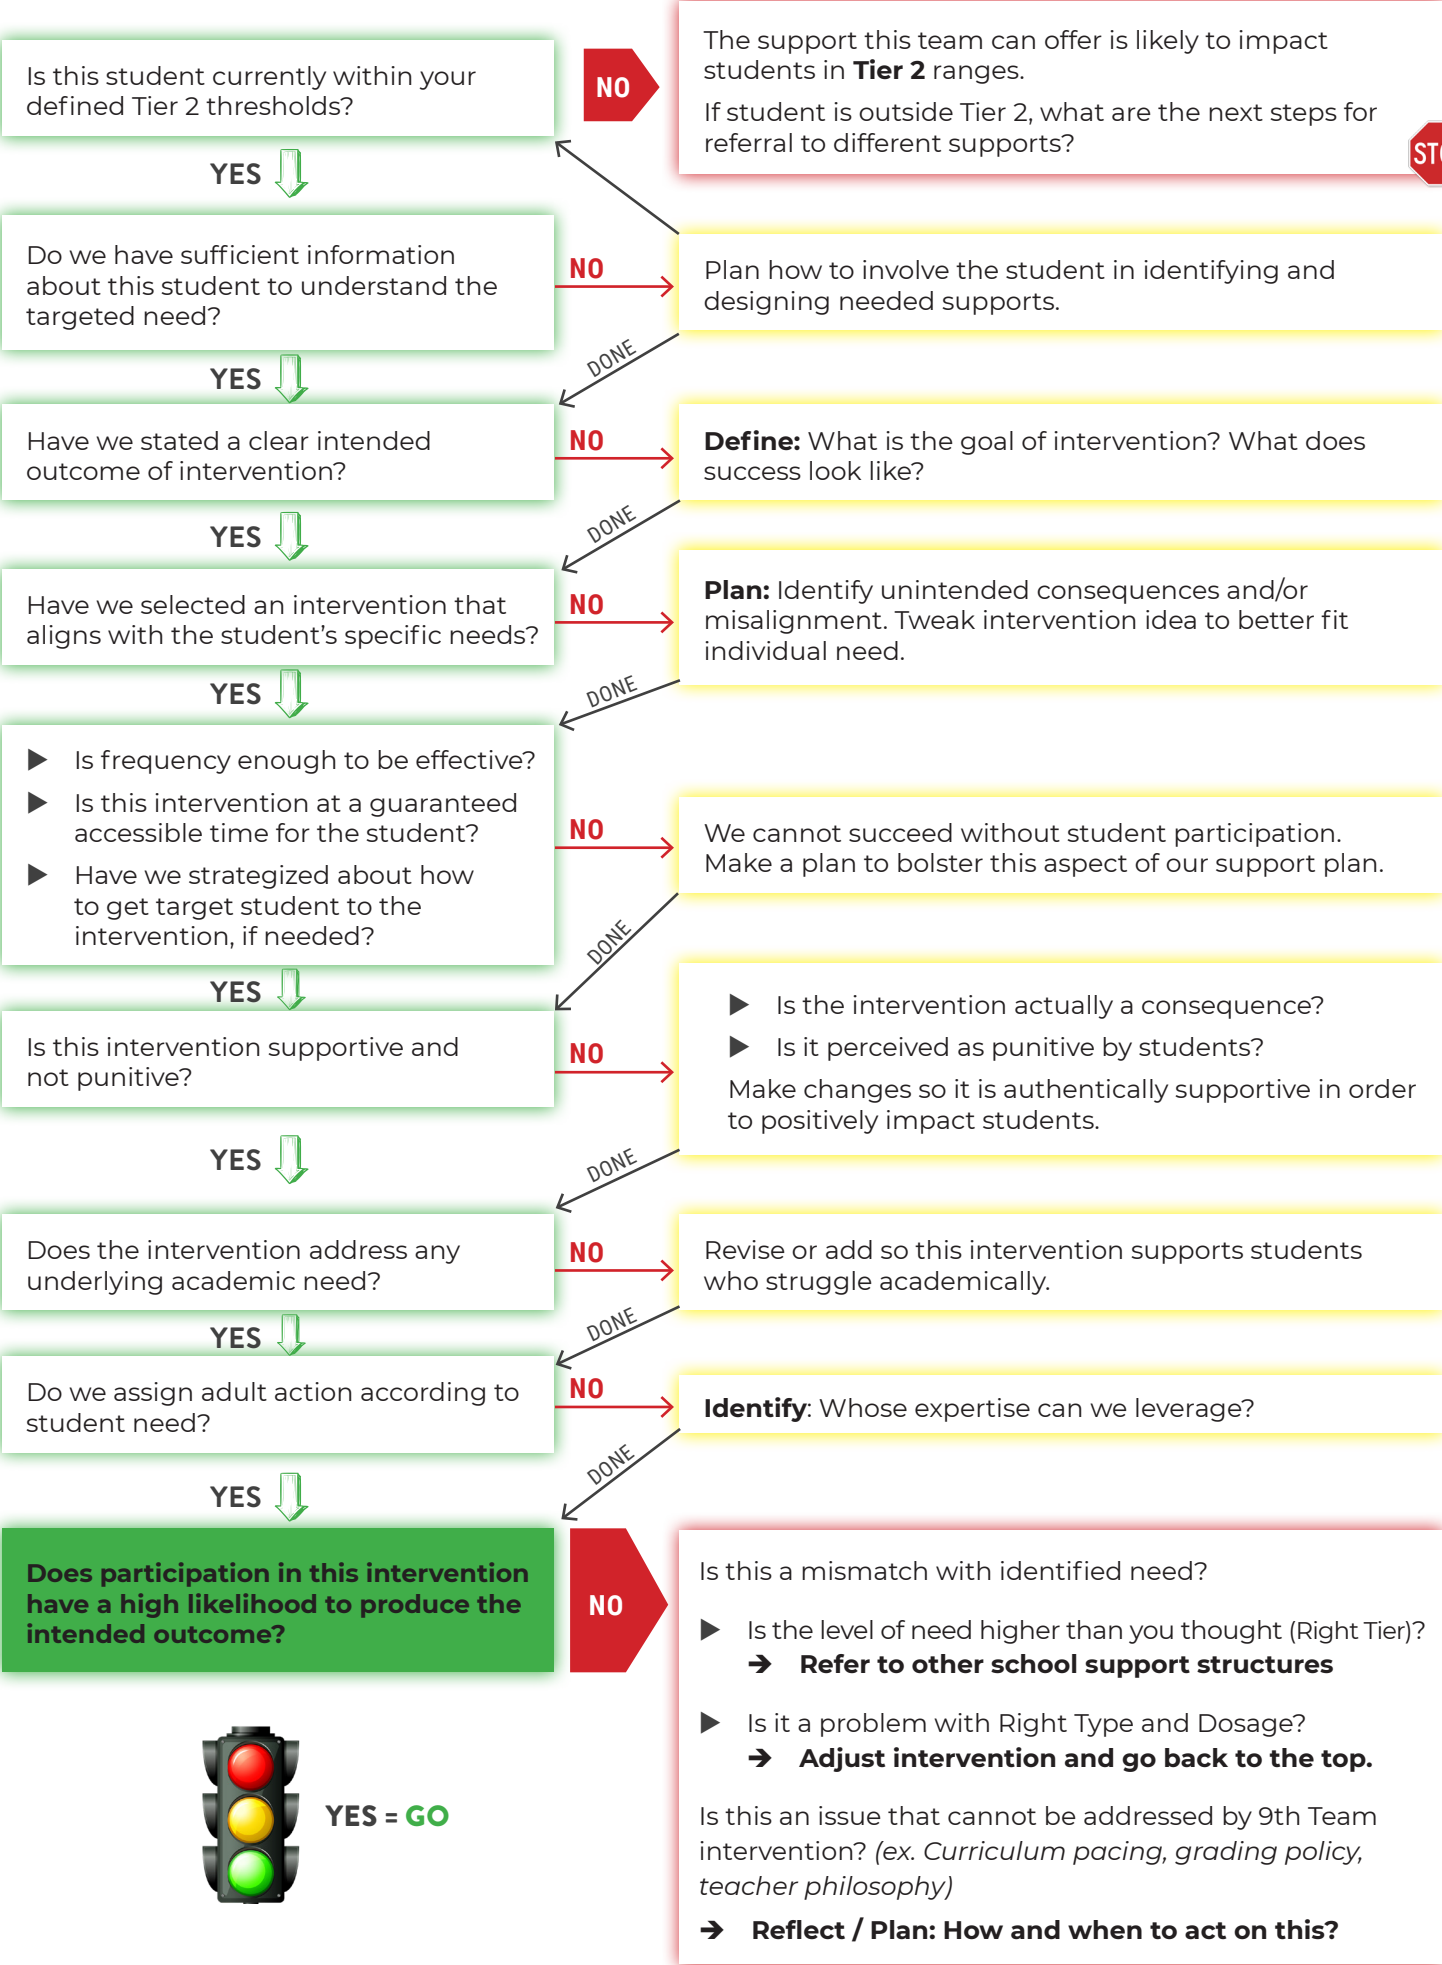 Is this student currently within your
defined Tier 2 thresholds?
NO
The support this team can offer is likely to impact
students in Tier 2 ranges.
If student is outside Tier 2, what are the next steps for
referral to different supports?
YES
Do we have sufficient information
about this student to understand the
targeted need?
NO
Plan how to involve the student in identifying and
designing needed supports.
DONE
YES
Have we stated a clear intended
outcome of intervention?
NO
Define: What is the goal of intervention? What does
success look like?
DONE
YES
Have we selected an intervention that
aligns with the student’s specific needs?
NO
Plan: Identify unintended consequences and/or
misalignment. Tweak intervention idea to better fit
individual need.
DONE
YES
▶ Is frequency enough to be effective?
▶ Is this intervention at a guaranteed
accessible time for the student?
▶ Have we strategized about how
to get target student to the
intervention, if needed?
NO
We cannot succeed without student participation.
Make a plan to bolster this aspect of our support plan.
DONE
YES
Is this intervention supportive and
not punitive?
NO
▶ Is the intervention actually a consequence?
▶ Is it perceived as punitive by students?
Make changes so it is authentically supportive in order
to positively impact students.
DONE
YES
Does the intervention address any
underlying academic need?
NO
Revise or add so this intervention supports students
who struggle academically.
DONE
YES
Do we assign adult action according to
student need?
NO
Identify: Whose expertise can we leverage?
DONE
YES
Does participation in this intervention
have a high likelihood to produce the
intended outcome?
NO
Is this a mismatch with identified need?
▶ Is the level of need higher than you thought (Right Tier)?
➔ Refer to other school support structures
▶ Is it a problem with Right Type and Dosage?
➔ Adjust intervention and go back to the top.
Is this an issue that cannot be addressed by 9th Team
intervention? (ex. Curriculum pacing, grading policy,
teacher philosophy)
➔ Reflect / Plan: How and when to act on this?
YES = GO